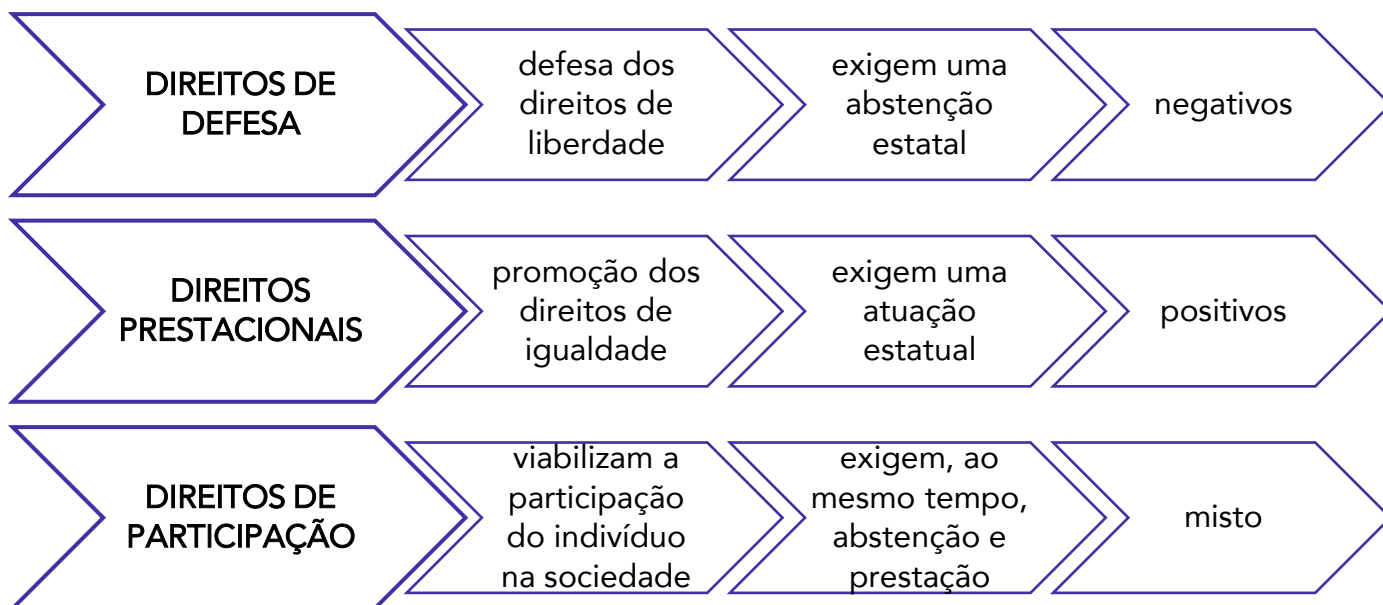 DIREITOS DE
DEFESA
defesa dos
direitos de
liberdade
exigem uma
abstenção
estatal
negativos
DIREITOS
PRESTACIONAIS
promoção dos
direitos de
igualdade
exigem uma
atuação
estatual
positivos
DIREITOS DE
PARTICIPAÇÃO
viabilizam a
participação
do indivíduo
na sociedade
exigem, ao
mesmo tempo,
abstenção e
prestação
misto